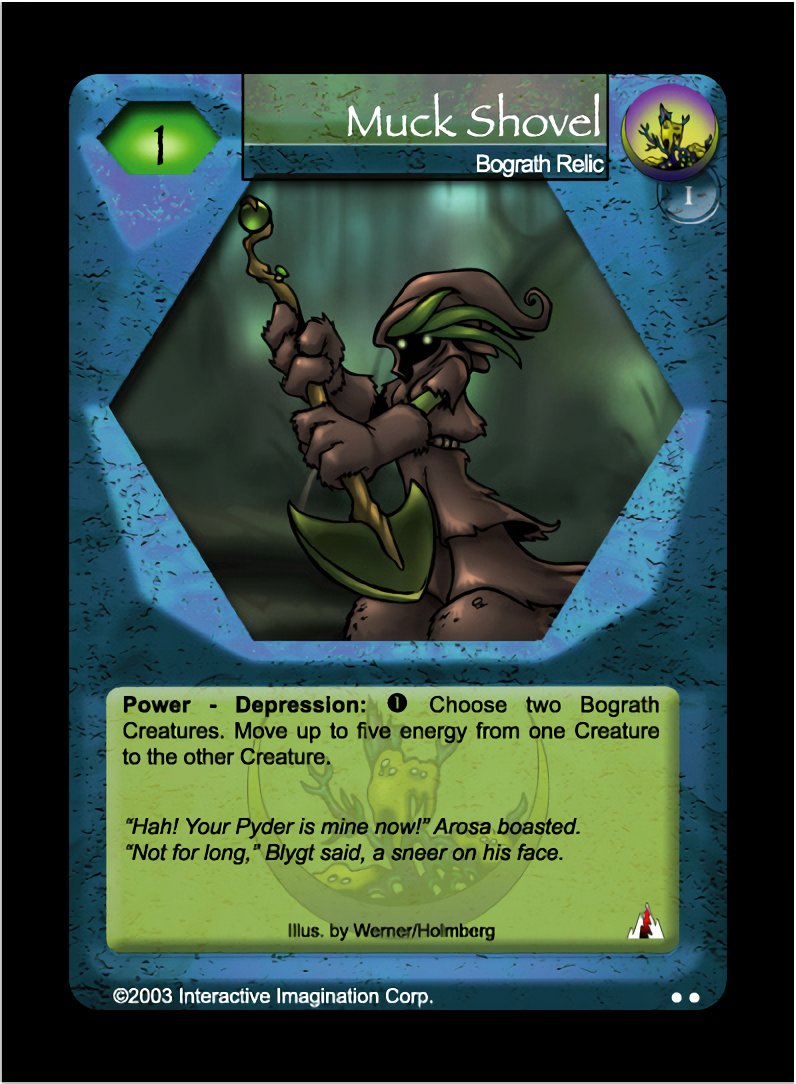 1
Muck Shovel
Bograth Relic
I
Power - Depression: 1 Choose two Bograth
Creatures. Move up to five energy from one Creature
to the other Creature.
“Hah! Your Pyder is mine now!” Arosa boasted.
“Not for long,” Blygt said, a sneer on his face.
Illus. by Werner/Holmberg
©2003 Interactive Imagination Corp.